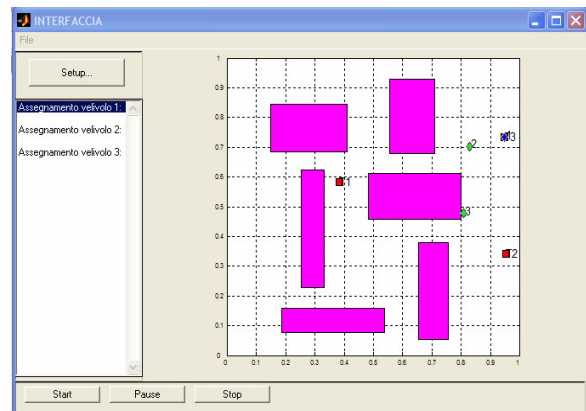 INTERFACCIA
File
Setup...
Assegnamento velivolo 1:
Assegnamento velivolo 2:
Assegnamento velivolo 3:
1
0.9
0.8
0.7
0.6
0.5
0.4
0.3
0.2
0.1
0
2
3
T2
3
0 0.1 0.2 0.3 0.4 0.5 0.6 0.7 0.8 0.9 1
Start Pause Stop